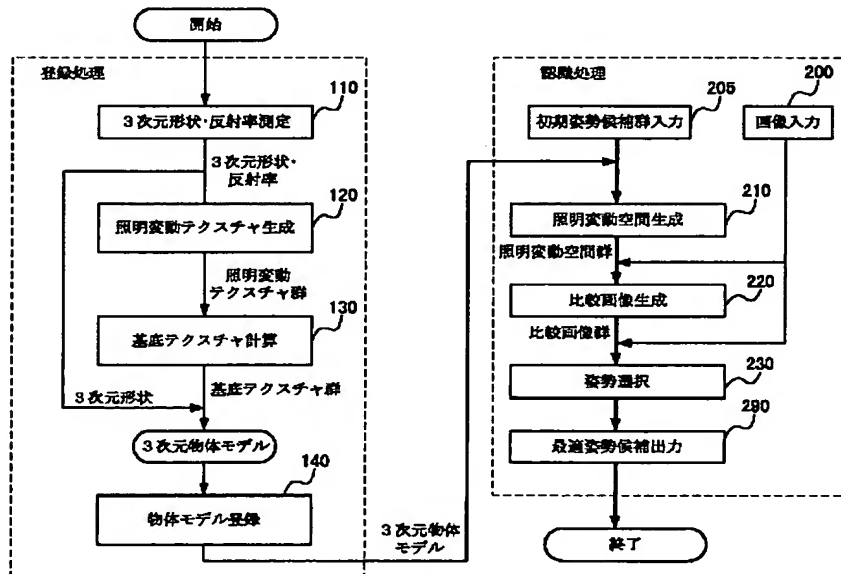 開始
登録処理
110
3次元形状・反射率測定
3次元形状・
反射率
120
照明変動テクスチャ生成
照明変動
テクスチャ群
130
基底テクスチャ計算
3次元形状
基底テクスチャ群
3次元物体モデル
140
物体モデル登録
3次元物体
モデル
認識処理
205
初期姿勢候補群入力
200
画像入力
210
照明変動空間生成
照明変動空間群
220
比較画像生成
比較画像群
230
姿勢選択
290
最適姿勢候補出力
終了